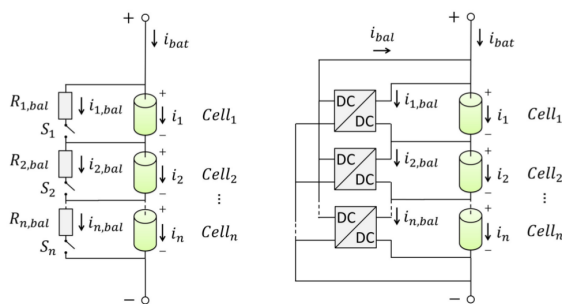 +
i_bat
R_1,bal
i_1,bal
+
i_1
Cell_1
S_1
−
R_2,bal
i_2,bal
+
i_2
Cell_2
S_2
−
⋮
R_n,bal
i_n,bal
+
i_n
Cell_n
S_n
−
−
+
i_bal
i_bat
DC
DC
i_1,bal
+
i_1
Cell_1
−
DC
DC
i_2,bal
+
i_2
Cell_2
−
⋮
DC
DC
i_n,bal
+
i_n
Cell_n
−
−